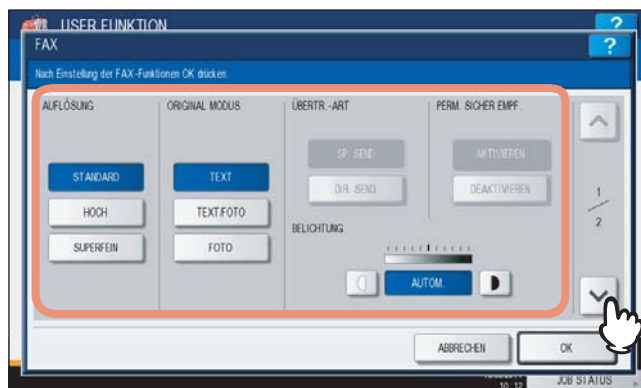 USER FUNKTION
?
FAX
?
Nach Einstellung der FAX-Funktionen OK drücken.
AUFLÖSUNG
ORIGINAL MODUS
ÜBERTR.-ART
PERM. SICHER EMPF.
SP. SEND
AKTIVIEREN
STANDARD
TEXT
DIR. SEND
DEAKTIVIEREN
1
HOCH
TEXT/FOTO
2
BELICHTUNG
SUPERFEIN
FOTO
AUTOM.
ABBRECHEN
OK
JOB STATUS